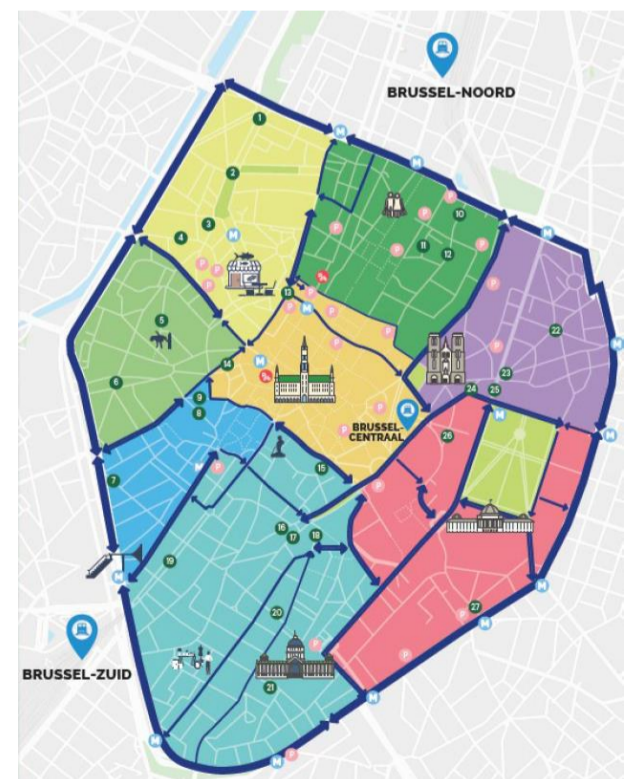 BRUSSEL-NOORD
M
1
M
M
2
P
P
10
3
P
M
4
M
P
11
12
P
P
P
P
P
13
P
P
M
5
P
22
P
M
14
M
23
6
24
25
9
8
BRUSSEL-
CENTRAAL
P
M
P
26
M
M
P
15
7
16
17
18
19
M
M
20
27
M
P
P
BRUSSEL-ZUID
P
21
M
M
M
P